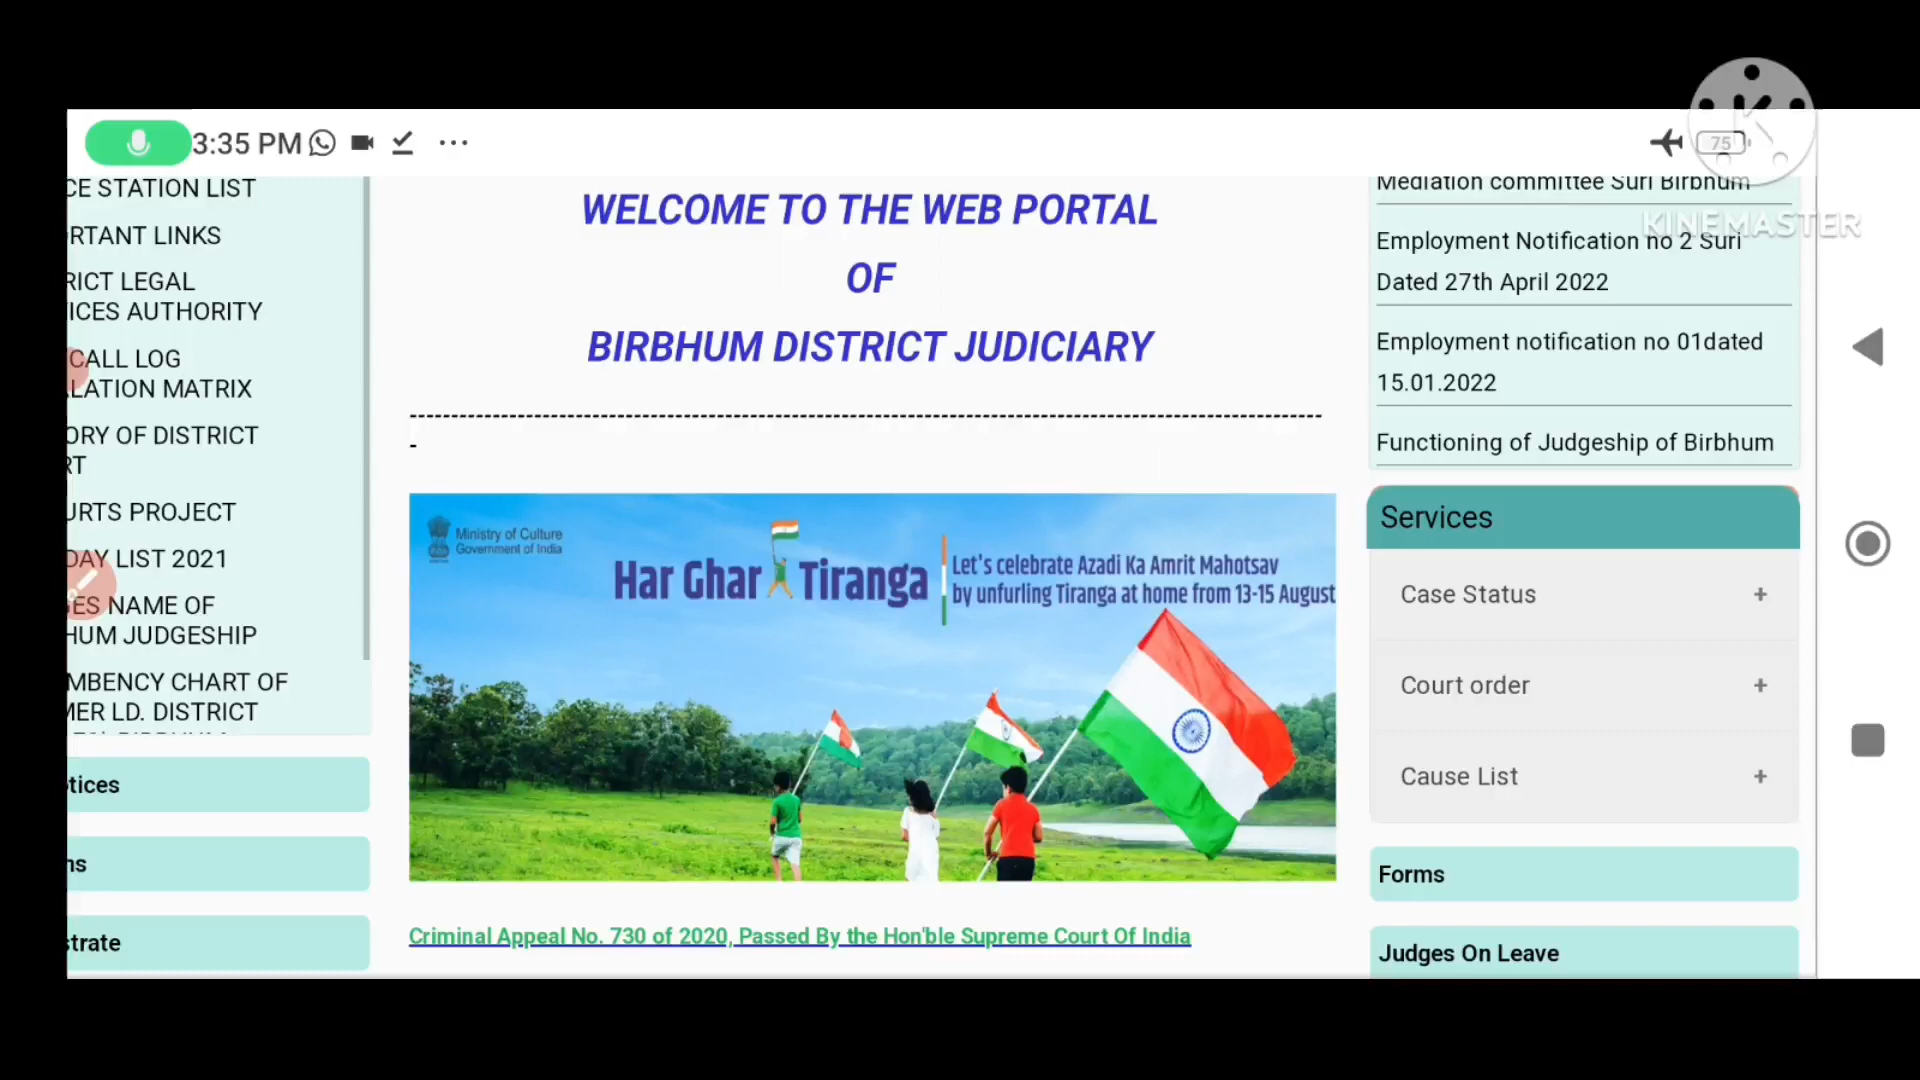 3:35 PM
75
KINEMASTER
CE STATION LIST
RTANT LINKS
RICT LEGAL
ICES AUTHORITY
CALL LOG
LATION MATRIX
ORY OF DISTRICT
RT
URTS PROJECT
DAY LIST 2021
ES NAME OF
HUM JUDGESHIP
MBENCY CHART OF
MER LD. DISTRICT
tices
ns
strate
WELCOME TO THE WEB PORTAL
OF
BIRBHUM DISTRICT JUDICIARY
Ministry of Culture
Government of India
Har Ghar Tiranga
Let's celebrate Azadi Ka Amrit Mahotsav
by unfurling Tiranga at home from 13-15 August
Criminal Appeal No. 730 of 2020, Passed By the Hon'ble Supreme Court Of India
Mediation committee Suri Birbhum
Employment Notification no 2 Suri
Dated 27th April 2022
Employment notification no 01dated
15.01.2022
Functioning of Judgeship of Birbhum
Services
Case Status +
Court order +
Cause List +
Forms
Judges On Leave